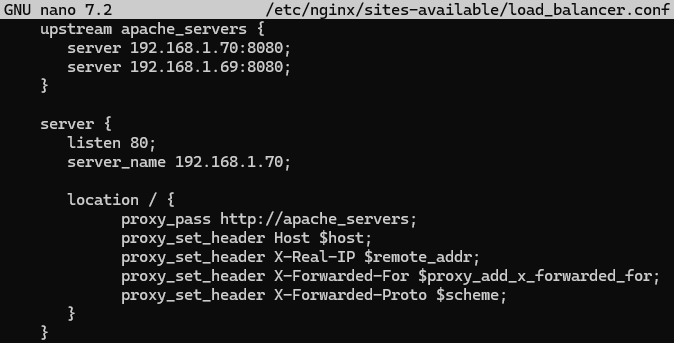 GNU nano 7.2 /etc/nginx/sites-available/load_balancer.conf
upstream apache_servers {
server 192.168.1.70:8080;
server 192.168.1.69:8080;
}
server {
listen 80;
server_name 192.168.1.70;
location / {
proxy_pass http://apache_servers;
proxy_set_header Host $host;
proxy_set_header X-Real-IP $remote_addr;
proxy_set_header X-Forwarded-For $proxy_add_x_forwarded_for;
proxy_set_header X-Forwarded-Proto $scheme;
}
}